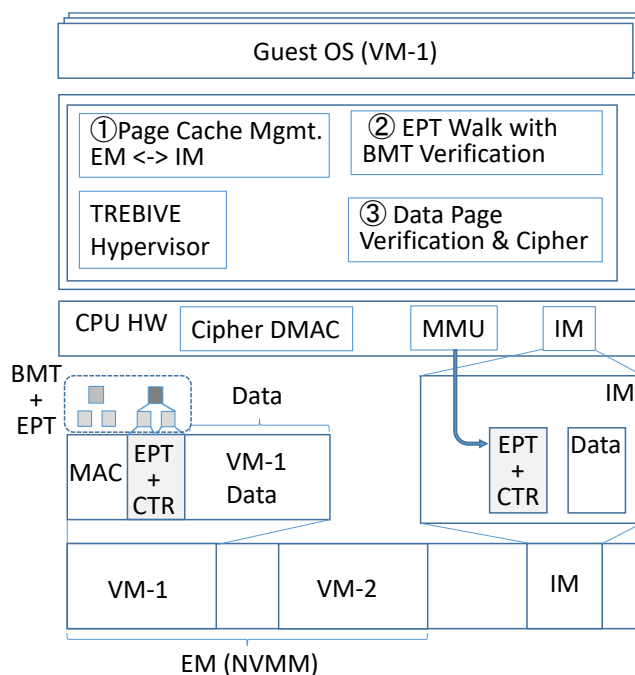 Guest OS (VM-1)
①Page Cache Mgmt.
EM <-> IM
② EPT Walk with
BMT Verification
TREBIVE
Hypervisor
③ Data Page
Verification & Cipher
CPU HW
Cipher DMAC
MMU
IM
BMT
+
EPT
Data
IM
MAC
EPT
+
CTR
VM-1
Data
EPT
+
CTR
Data
VM-1
VM-2
IM
EM (NVMM)